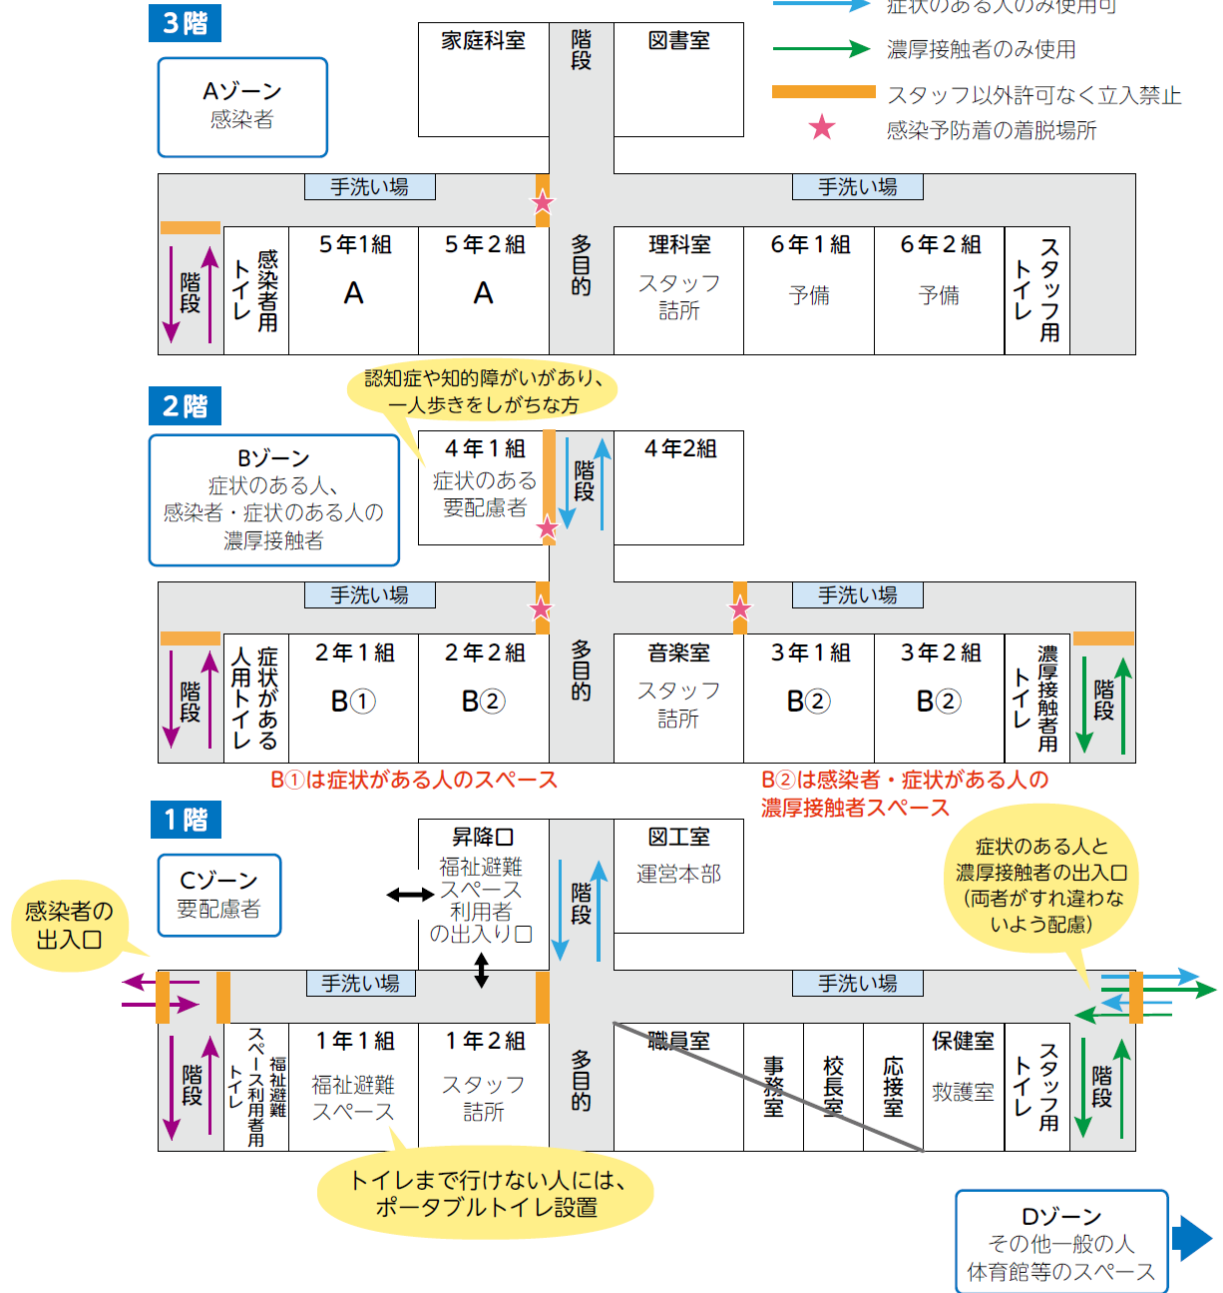 症状のある人のみ使用可
濃厚接触者のみ使用
スタッフ以外許可なく立入禁止
感染予防着の着脱場所
3階
Aゾーン
感染者
家庭科室
階段
図書室
手洗い場
手洗い場
階段
感染者用
トイレ
5年1組
A
5年2組
A
多目的
理科室
スタッフ
詰所
6年1組
予備
6年2組
予備
スタッフ用
トイレ
認知症や知的障がいがあり、
一人歩きをしがちな方
2階
Bゾーン
症状のある人、
感染者・症状のある人の
濃厚接触者
4年1組
症状のある
要配慮者
階段
4年2組
手洗い場
手洗い場
階段
症状がある
人用トイレ
2年1組
B①
2年2組
B②
多目的
音楽室
スタッフ
詰所
3年1組
B②
3年2組
B②
濃厚接触者用
トイレ
階段
B①は症状がある人のスペース
B②は感染者・症状がある人の
濃厚接触者スペース
1階
Cゾーン
要配慮者
感染者の
出入口
昇降口
福祉避難
スペース
利用者
の出入り口
階段
図工室
運営本部
症状のある人と
濃厚接触者の出入口
(両者がすれ違わな
いよう配慮)
手洗い場
手洗い場
階段
福祉避難
スペース利用者用
トイレ
1年1組
福祉避難
スペース
1年2組
スタッフ
詰所
多目的
職員室
事務室
校長室
応接室
保健室
救護室
スタッフ用
トイレ
階段
トイレまで行けない人には、
ポータブルトイレ設置
Dゾーン
その他一般の人
体育館等のスペース